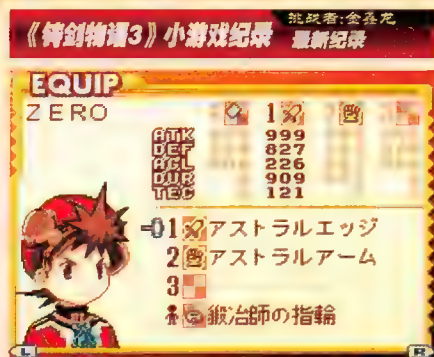 《铸剑物语3》小游戏纪录
挑战者:金鑫龙
最新纪录
EQUIP
ZERO
1
ATK 999
DEF 827
AGL 226
DUR 909
TEC 121
1 アストラルエッジ
2 アストラルアーム
3
鍛冶師の指輪
L R